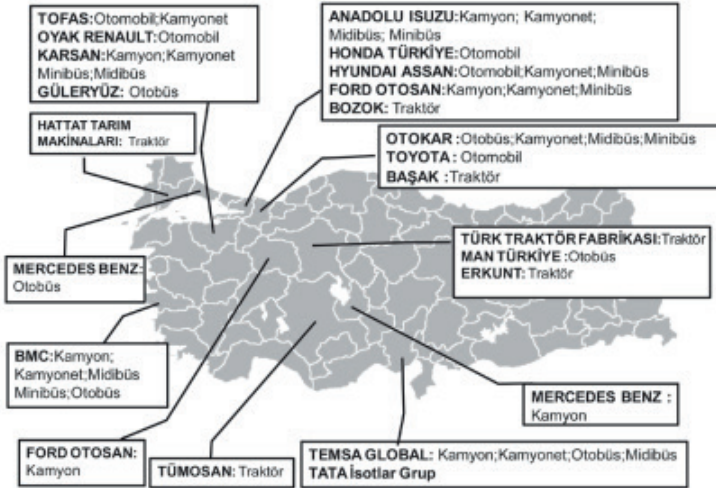 TOFAS:Otomobil;Kamyonet
OYAK RENAULT:Otomobil
KARSAN:Kamyon;Kamyonet
Minibüs;Midibüs
GÜLERYÜZ: Otobüs
ANADOLU ISUZU:Kamyon; Kamyonet;
Midibüs; Minibüs
HONDA TÜRKİYE:Otomobil
HYUNDAI ASSAN:Otomobil;Kamyonet;Minibüs
FORD OTOSAN:Kamyon;Kamyonet;Minibüs
BOZOK: Traktör
HATTAT TARIM
MAKİNALARI: Traktör
OTOKAR :Otobüs;Kamyonet;Midibüs;Minibüs
TOYOTA : Otomobil
BAŞAK :Traktör
TÜRK TRAKTÖR FABRİKASI:Traktör
MAN TÜRKİYE :Otobüs
ERKUNT: Traktör
MERCEDES BENZ:
Otobüs
BMC:Kamyon;
Kamyonet;Midibüs
Minibüs;Otobüs
MERCEDES BENZ :
Kamyon
FORD OTOSAN:
Kamyon
TÜMOSAN: Traktör
TEMSA GLOBAL: Kamyon;Kamyonet;Otobüs;Midibüs
TATA İsotlar Grup